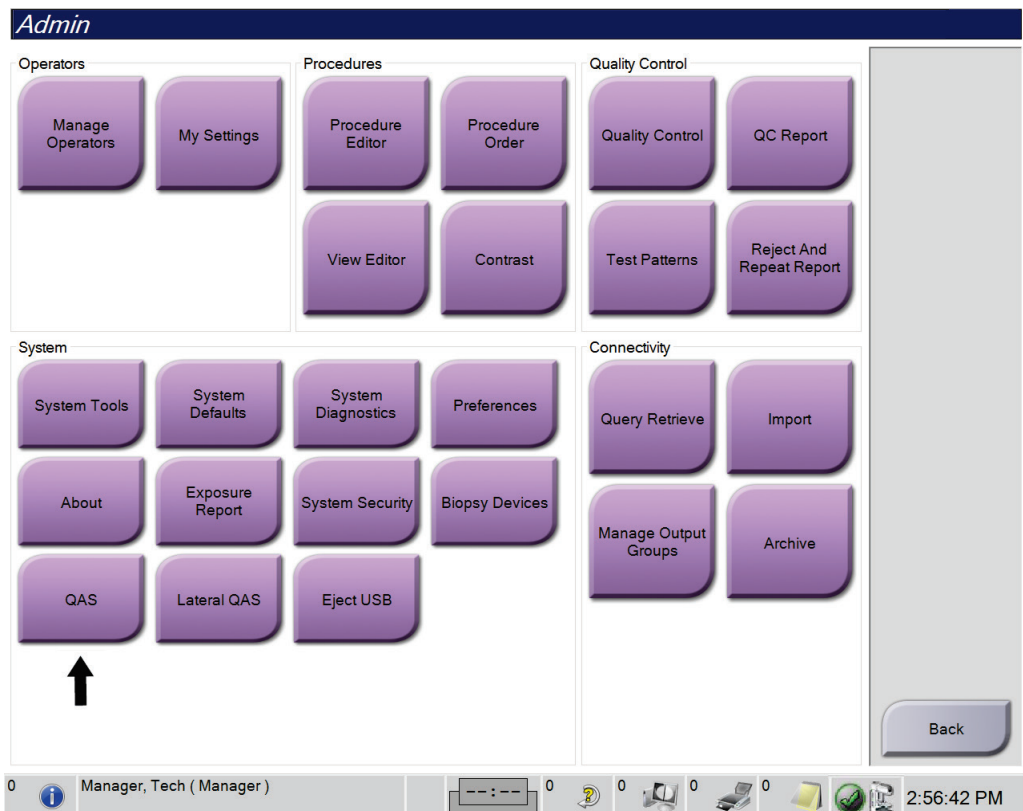 Admin
Operators
Manage
Operators
My Settings
Procedures
Procedure
Editor
Procedure
Order
View Editor
Contrast
Quality Control
Quality Control
QC Report
Test Patterns
Reject And
Repeat Report
System
System Tools
System
Defaults
System
Diagnostics
Preferences
About
Exposure
Report
System Security
Biopsy Devices
QAS
Lateral QAS
Eject USB
Connectivity
Query Retrieve
Import
Manage Output
Groups
Archive
Back
0
Manager, Tech ( Manager )
--:--
0
0
0
0
2:56:42 PM